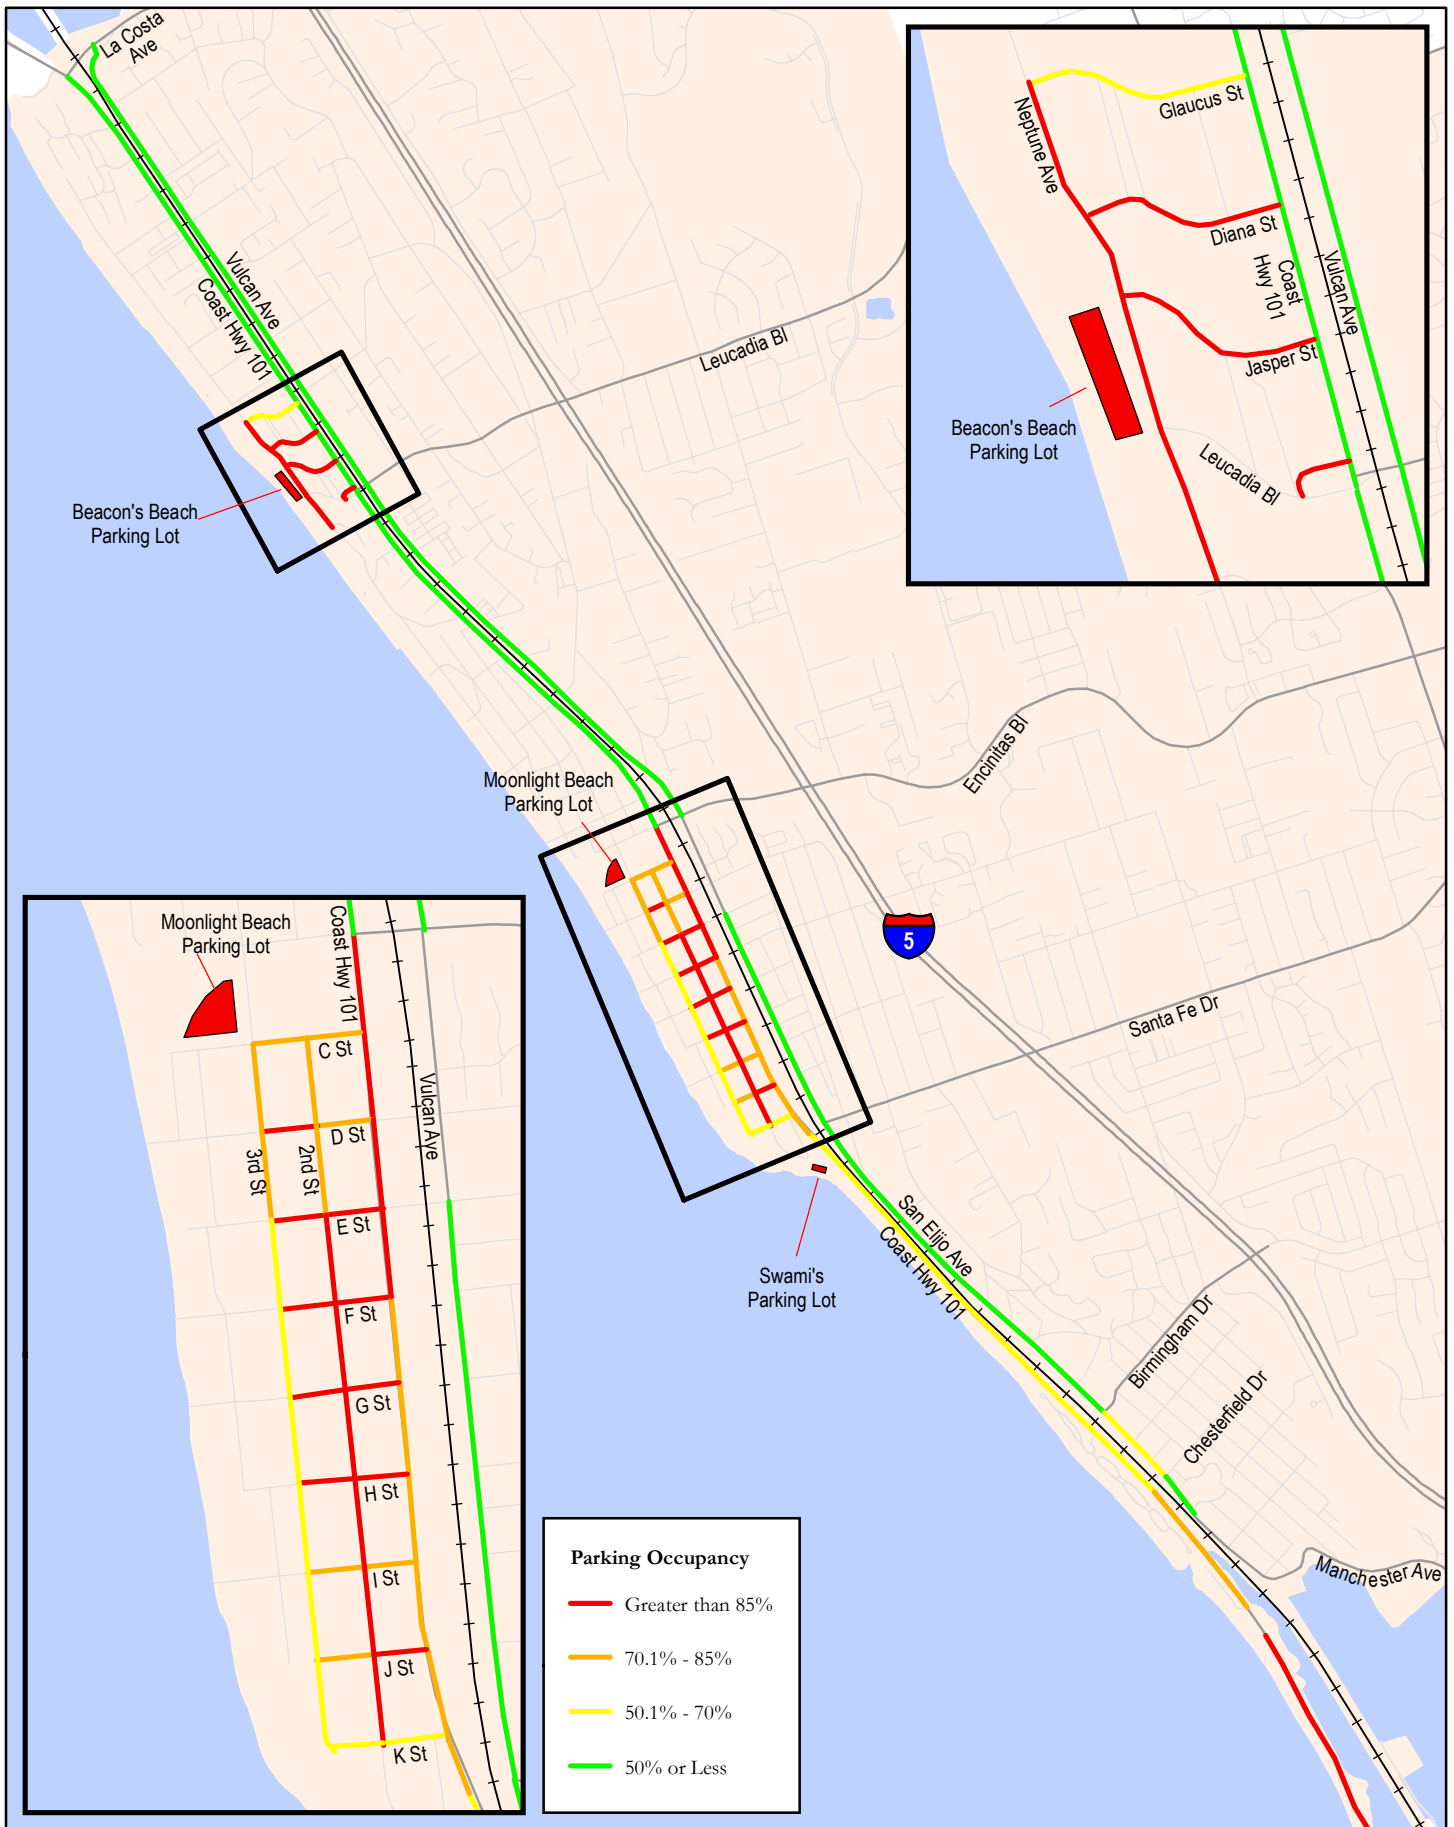 La Costa
Ave
Vulcan Ave
Coast Hwy 101
Leucadia Bl
Beacon's Beach
Parking Lot
Neptune Ave
Glaucus St
Diana St
Coast
Hwy 101
Vulcan Ave
Jasper St
Beacon's Beach
Parking Lot
Leucadia Bl
Encinitas Bl
Moonlight Beach
Parking Lot
5
Santa Fe Dr
Swami's
Parking Lot
San Elijo Ave
Coast Hwy 101
Birmingham Dr
Chesterfield Dr
Manchester Ave
Moonlight Beach
Parking Lot
Coast Hwy 101
C St
Vulcan Ave
D St
3rd St
2nd St
E St
F St
G St
H St
I St
J St
K St
Parking Occupancy
Greater than 85%
70.1% - 85%
50.1% - 70%
50% or Less